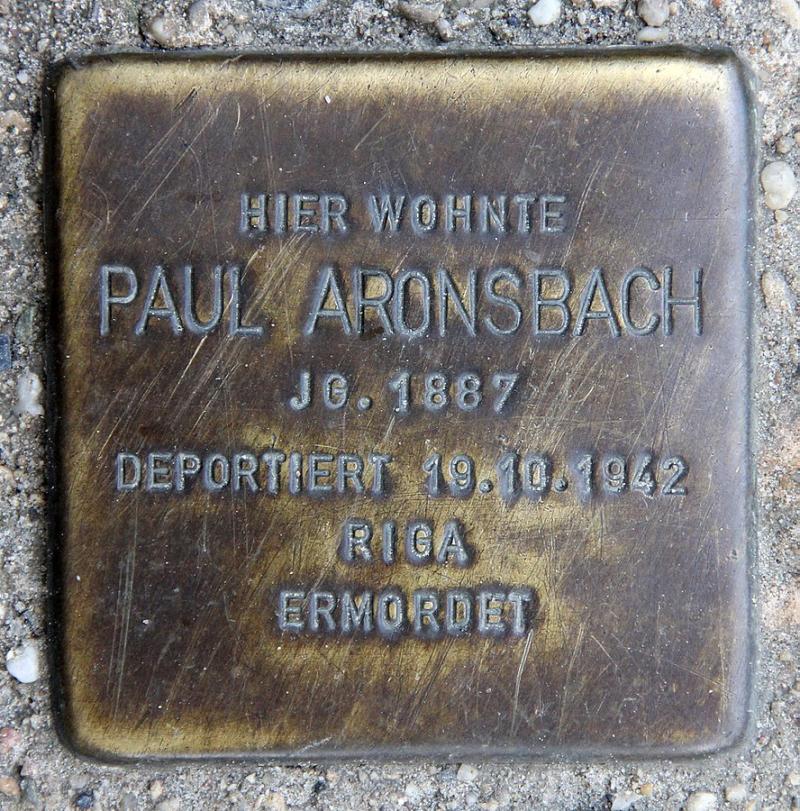 HIER WOHNTE
PAUL ARONSBACH
JG. 1887
DEPORTIERT 19.10.1942
RIGA
ERMORDET